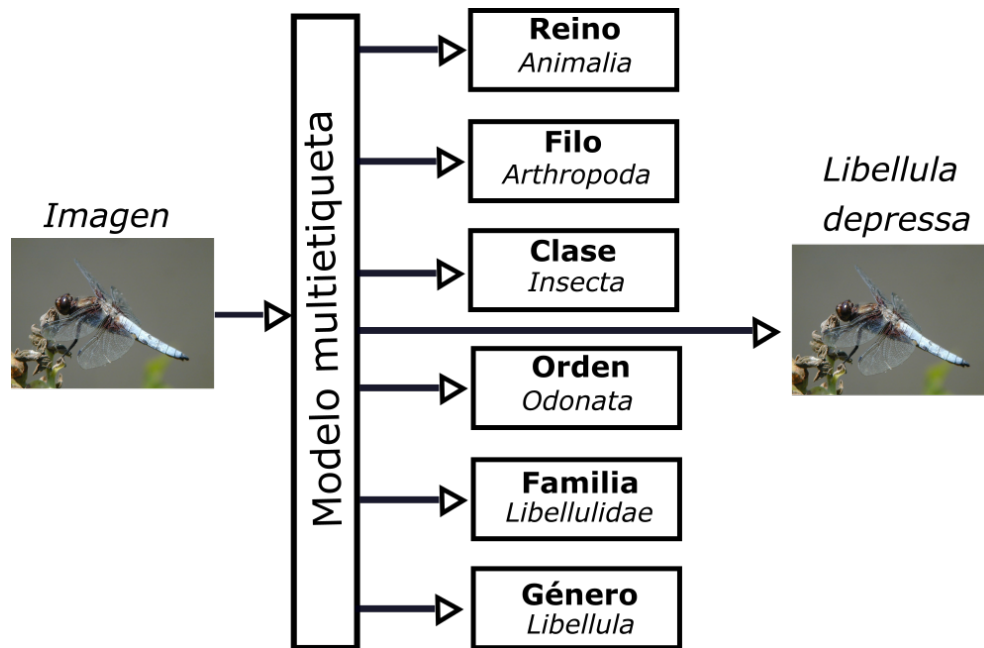 Imagen
Modelo multietiqueta
Reino
Animalia
Filo
Arthropoda
Clase
Insecta
Orden
Odonata
Familia
Libellulidae
Género
Libellula
Libellula
depressa